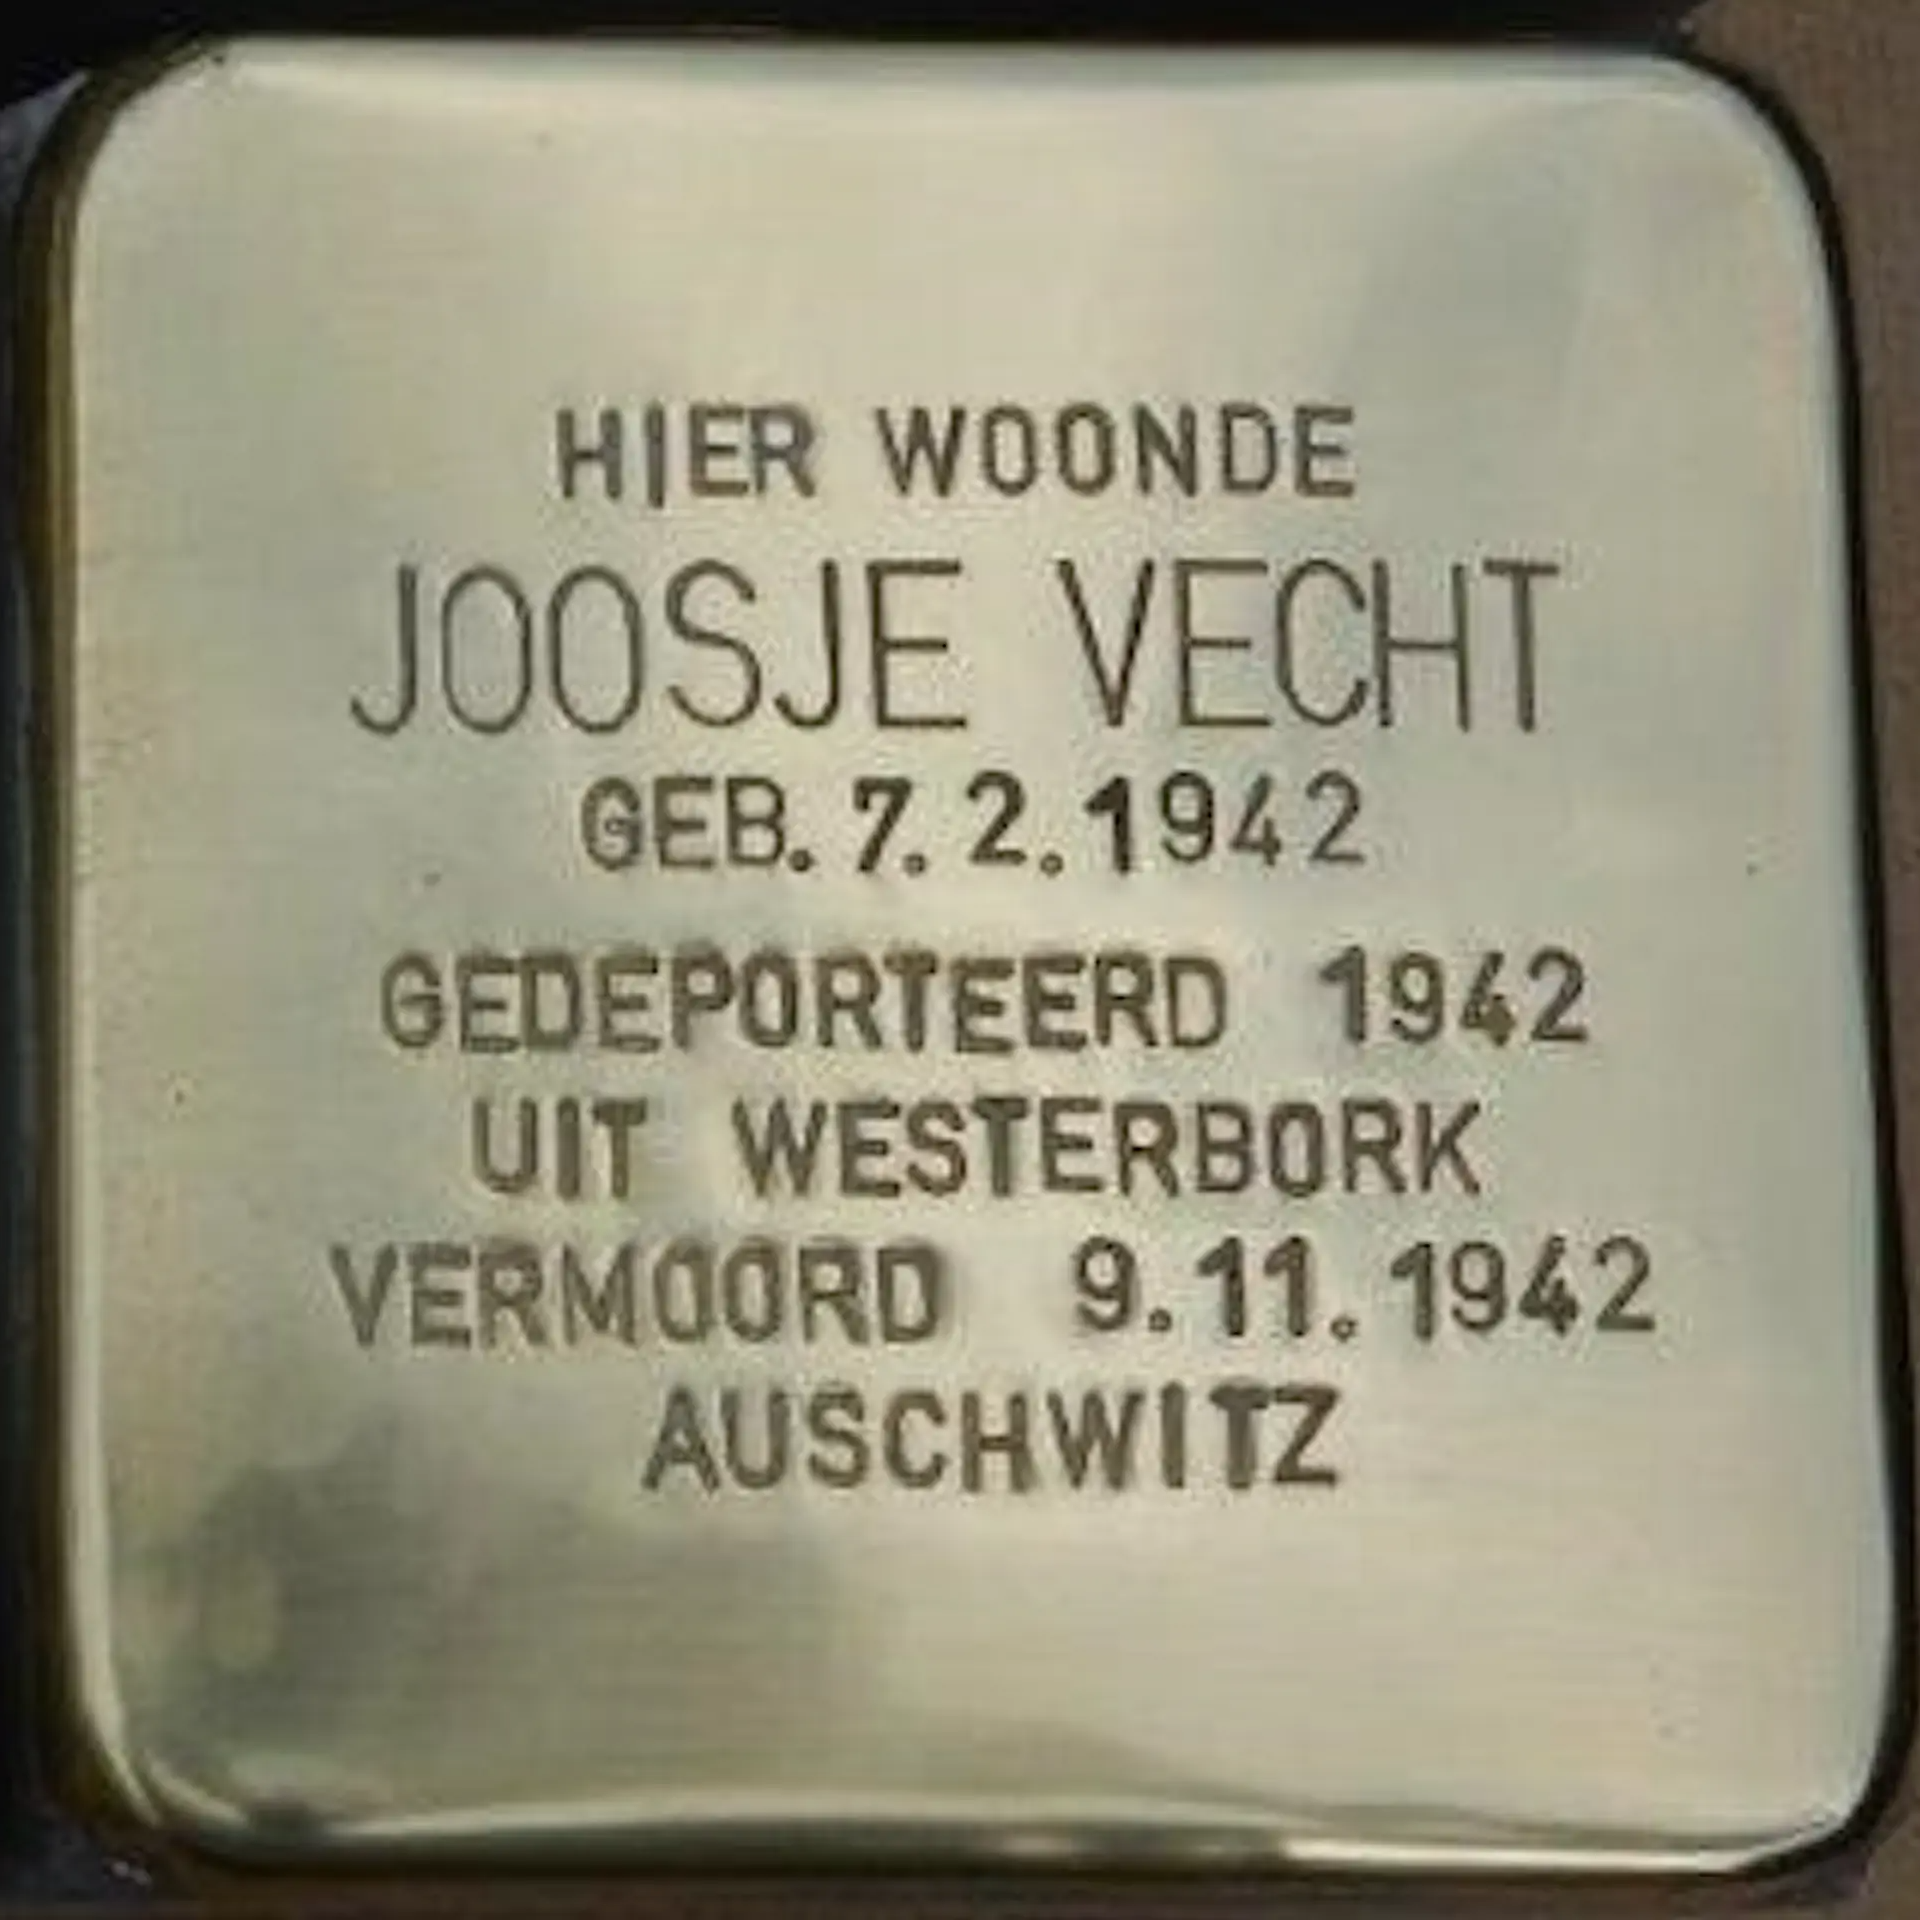 HIER WOONDE
JOOSJE VECHT
GEB. 7.2.1942
GEDEPORTEERD 1942
UIT WESTERBORK
VERMOORD 9.11.1942
AUSCHWITZ